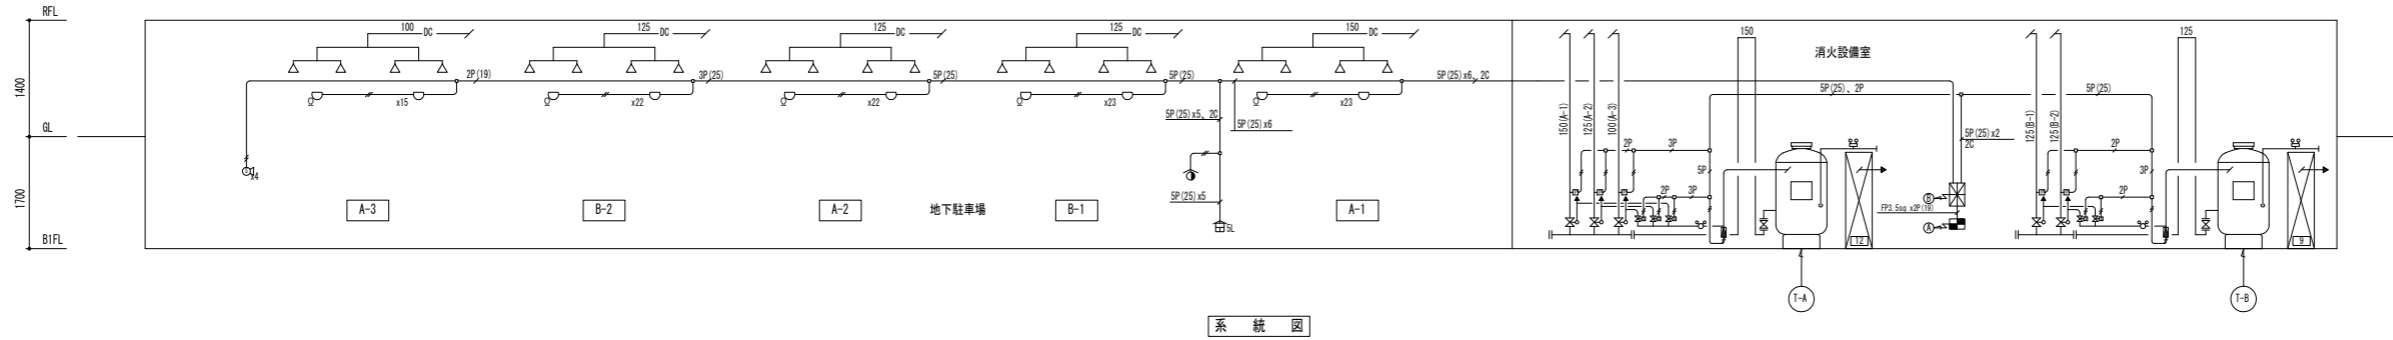 RFL
1400
GL
1700
B1FL
100 DC
125 DC
125 DC
125 DC
150 DC
2P(19)
3P(25)
5P(25)
5P(25)
5P(25)x6、2C
x15
x22
x22
x23
x23
5P(25)x5、2C
5P(25)x6
5P(25)x5
5L
x4
A-3
B-2
A-2
地下駐車場
B-1
A-1
消火設備室
150
125
150(A-1)
125(A-2)
100(A-3)
5P(25)、2P
5P(25)
2P
3P
5P
2P
3P
5P(25)x2
2C
B
FP3.5sq x2P(19)
A
12
125(B-1)
125(B-2)
2P
3P
2P
9
T-A
T-B
系統図